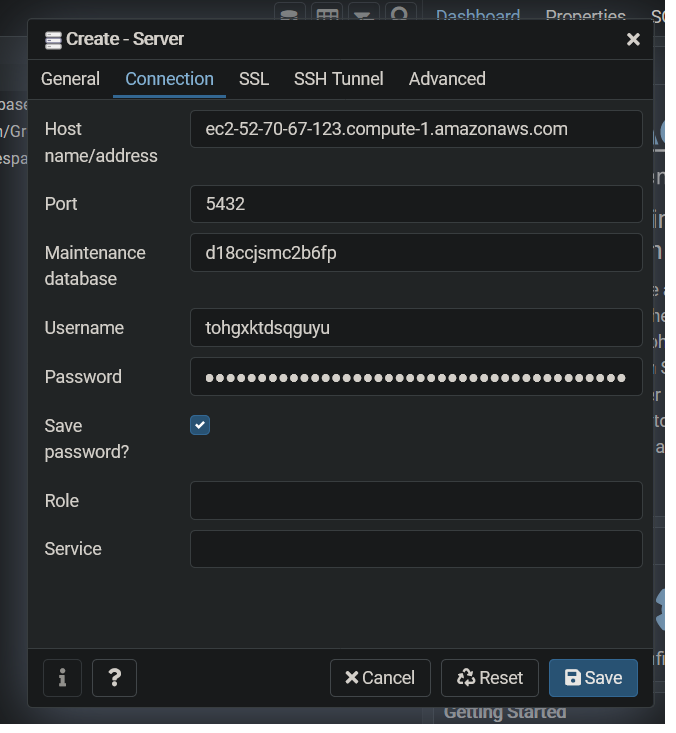 Dashboard Properties
Create - Server
General Connection SSL SSH Tunnel Advanced
Host name/address
ec2-52-70-67-123.compute-1.amazonaws.com
Port
5432
Maintenance database
d18ccjsmc2b6fp
Username
tohgxktdsqguyu
Password
Save password?
Role
Service
i ? Cancel Reset Save
Getting Started